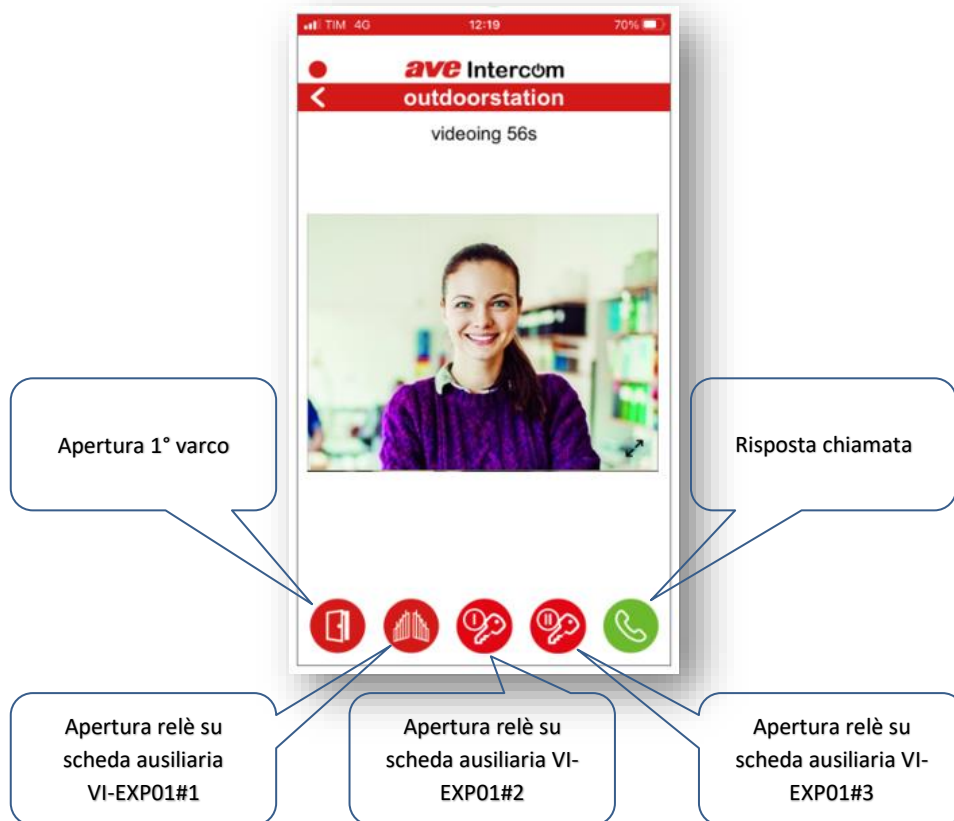 TIM 4G 12:19 70%
ave Intercom
outdoorstation
videoing 56s
Apertura 1° varco
Risposta chiamata
I II
Apertura relè su
scheda ausiliaria
VI-EXP01#1
Apertura relè su
scheda ausiliaria VI-
EXP01#2
Apertura relè su
scheda ausiliaria VI-
EXP01#3